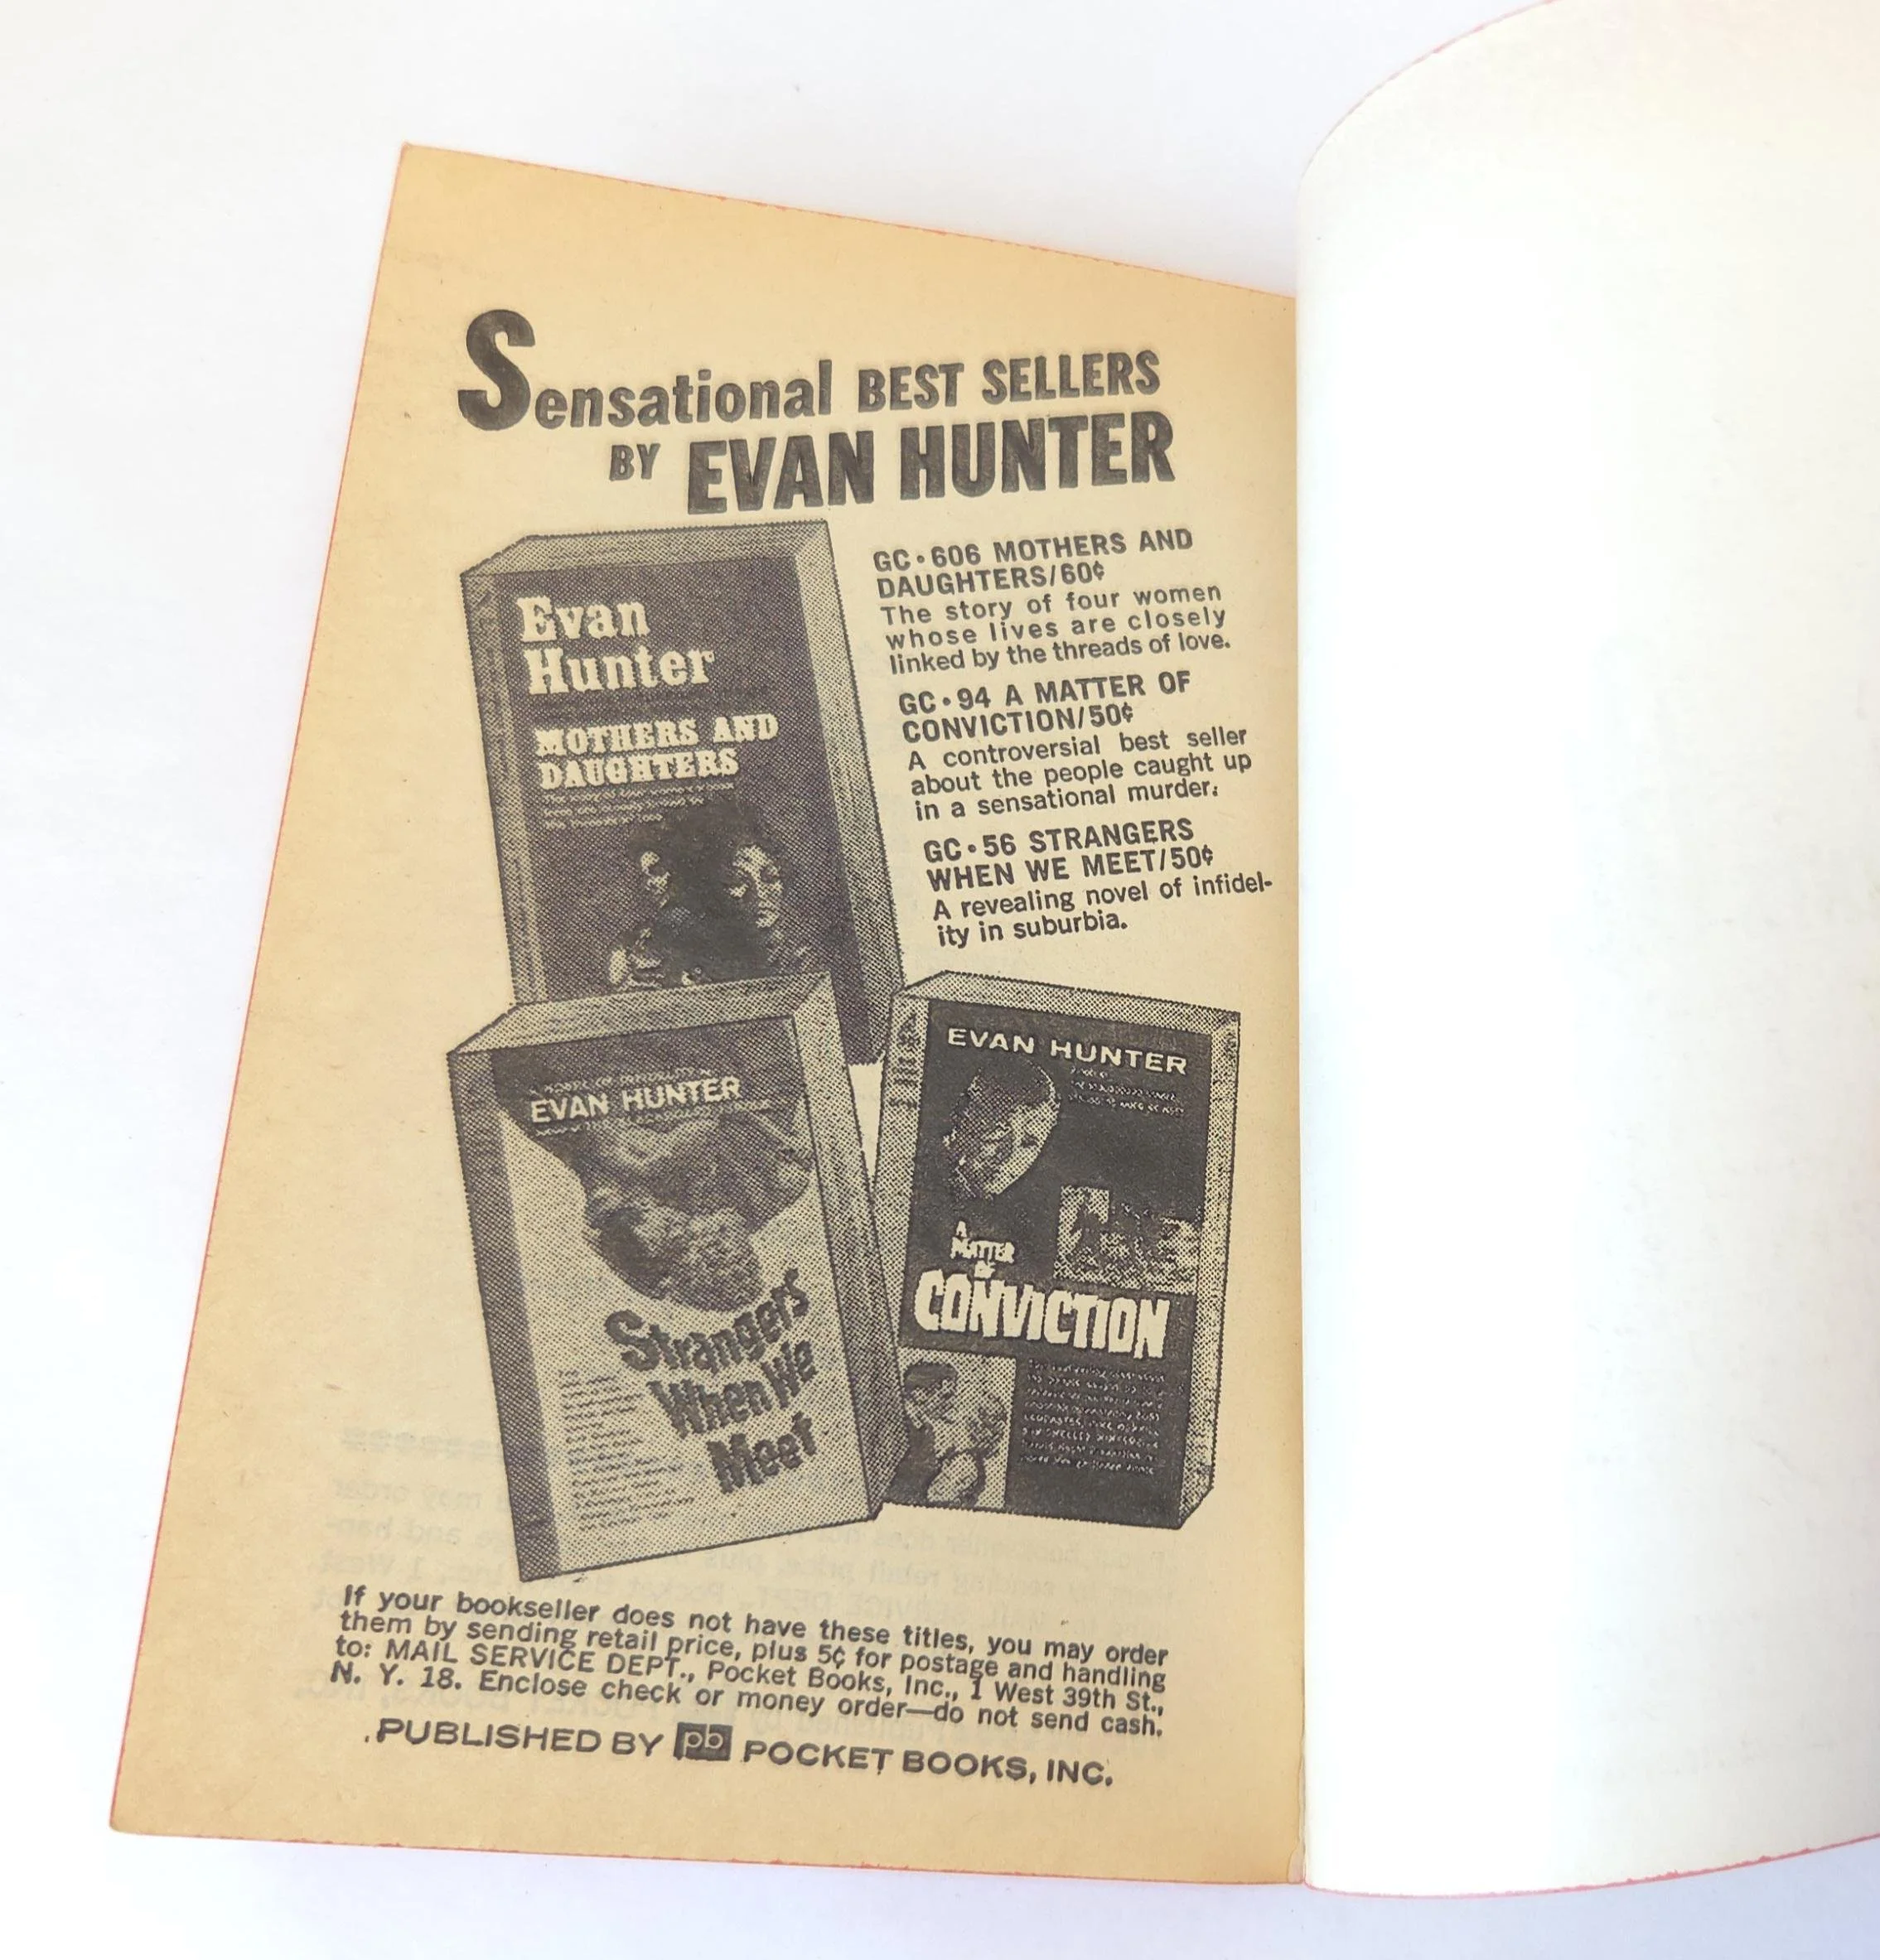 Sensational BEST SELLERS
BY EVAN HUNTER
GC•606 MOTHERS AND
DAUGHTERS/60¢
The story of four women
whose lives are closely
linked by the threads of love.
GC•94 A MATTER OF
CONVICTION/50¢
A controversial best seller
about the people caught up
in a sensational murder.
GC•56 STRANGERS
WHEN WE MEET/50¢
A revealing novel of infidel-
ity in suburbia.
Evan
Hunter
MOTHERS AND
DAUGHTERS
EVAN HUNTER
Strangers
When We
Meet
EVAN HUNTER
A
MATTER
OF
CONVICTION
If your bookseller does not have these titles, you may order
them by sending retail price, plus 5¢ for postage and handling
to: MAIL SERVICE DEPT., Pocket Books, Inc., 1 West 39th St.,
N. Y. 18. Enclose check or money order—do not send cash.
PUBLISHED BY pb POCKET BOOKS, INC.